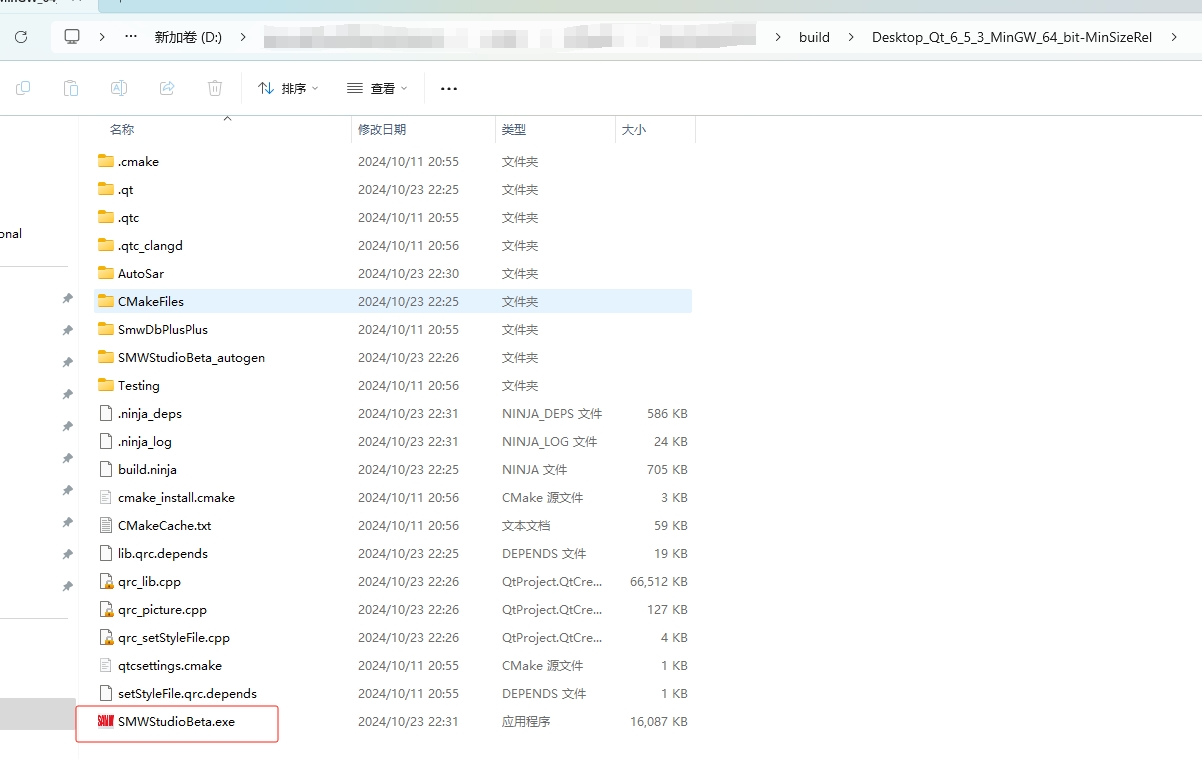 新加卷 (D:) build Desktop_Qt_6_5_3_MinGW_64_bit-MinSizeRel
排序 查看
名称 修改日期 类型 大小
.cmake 2024/10/11 20:55 文件夹
.qt 2024/10/23 22:25 文件夹
.qtc 2024/10/11 20:55 文件夹
.qtc_clangd 2024/10/11 20:56 文件夹
onal
AutoSar 2024/10/23 22:30 文件夹
CMakeFiles 2024/10/23 22:25 文件夹
SmwDbPlusPlus 2024/10/11 20:55 文件夹
SMWStudioBeta_autogen 2024/10/23 22:26 文件夹
Testing 2024/10/11 20:56 文件夹
.ninja_deps 2024/10/23 22:31 NINJA_DEPS 文件 586 KB
.ninja_log 2024/10/23 22:31 NINJA_LOG 文件 24 KB
build.ninja 2024/10/23 22:25 NINJA 文件 705 KB
cmake_install.cmake 2024/10/11 20:56 CMake 源文件 3 KB
CMakeCache.txt 2024/10/11 20:56 文本文档 59 KB
lib.qrc.depends 2024/10/23 22:25 DEPENDS 文件 19 KB
qrc_lib.cpp 2024/10/23 22:26 QtProject.QtCre... 66,512 KB
qrc_picture.cpp 2024/10/23 22:26 QtProject.QtCre... 127 KB
qrc_setStyleFile.cpp 2024/10/23 22:26 QtProject.QtCre... 4 KB
qtcsettings.cmake 2024/10/11 20:55 CMake 源文件 1 KB
setStyleFile.qrc.depends 2024/10/11 20:55 DEPENDS 文件 1 KB
SMWStudioBeta.exe 2024/10/23 22:31 应用程序 16,087 KB